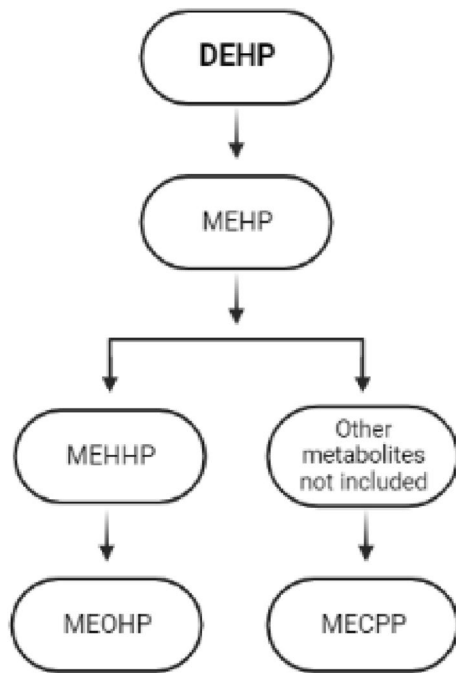 DEHP
MEHP
MEHHP
Other
metabolites
not included
MEOHP
MECPP